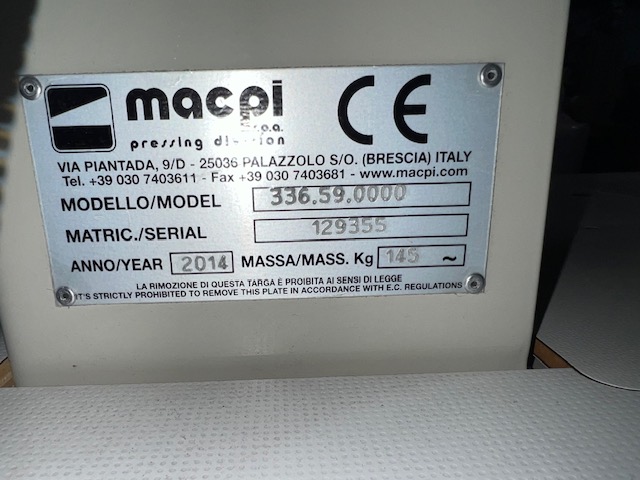 macpi
s.p.a.
pressing division
CE
VIA PIANTADA, 9/D - 25036 PALAZZOLO S/O. (BRESCIA) ITALY
Tel. +39 030 7403611 - Fax +39 030 7403681 - www.macpi.com
MODELLO/MODEL 336.59.0000
MATRIC./SERIAL 129355
ANNO/YEAR 2014 MASSA/MASS. Kg 145 ~
LA RIMOZIONE DI QUESTA TARGA È PROIBITA AI SENSI DI LEGGE
IT'S STRICTLY PROHIBITED TO REMOVE THIS PLATE IN ACCORDANCE WITH E.C. REGULATIONS